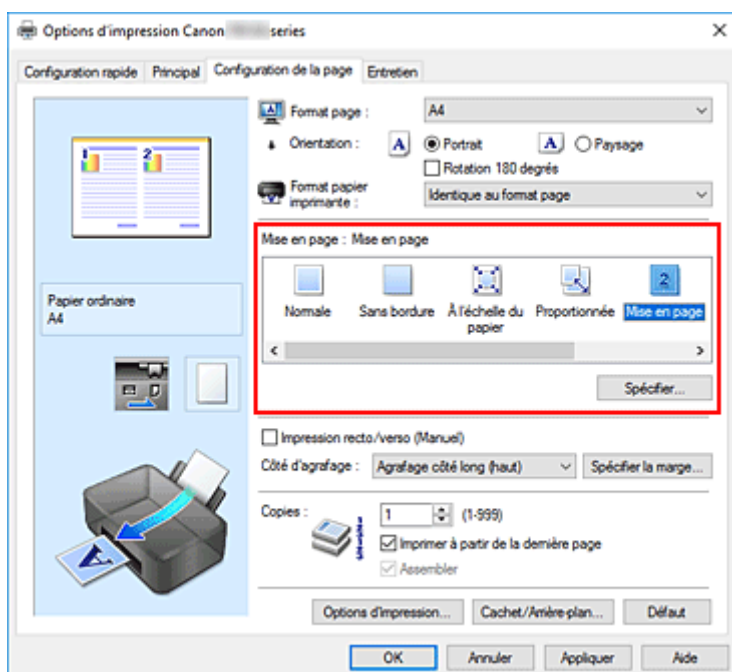 Options d'impression Canon series
Configuration rapide Principal Configuration de la page Entretien
Format page : A4
Orientation : A Portrait A Paysage
Rotation 180 degrés
Format papier imprimante : Identique au format page
1 2
Mise en page : Mise en page
2
Normale Sans bordure À l'échelle du papier Proportionnée Mise en page
Spécifier...
Papier ordinaire
A4
Impression recto/verso (Manuel)
Côté d'agrafage : Agrafage côté long (haut) Spécifier la marge...
Copies : 1 (1-999)
Imprimer à partir de la dernière page
Assembler
A
Options d'impression... Cachet/Arrière-plan... Défaut
OK Annuler Appliquer Aide